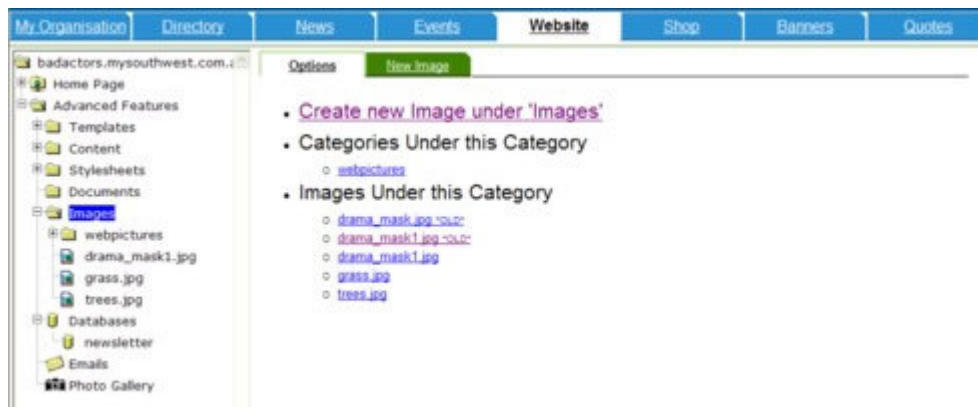 My Organisation Directory News Events Website Shop Banners Quotes
badactors.mysouthwest.com.a
Home Page
Advanced Features
Templates
Content
Stylesheets
Documents
Images
webpictures
drama_mask1.jpg
grass.jpg
trees.jpg
Databases
newsletter
Emails
Photo Gallery
Options New Image
Create new Image under 'Images'
Categories Under this Category
webpictures
Images Under this Category
drama_mask.jpg *OLD*
drama_mask1.jpg *OLD*
drama_mask1.jpg
grass.jpg
trees.jpg